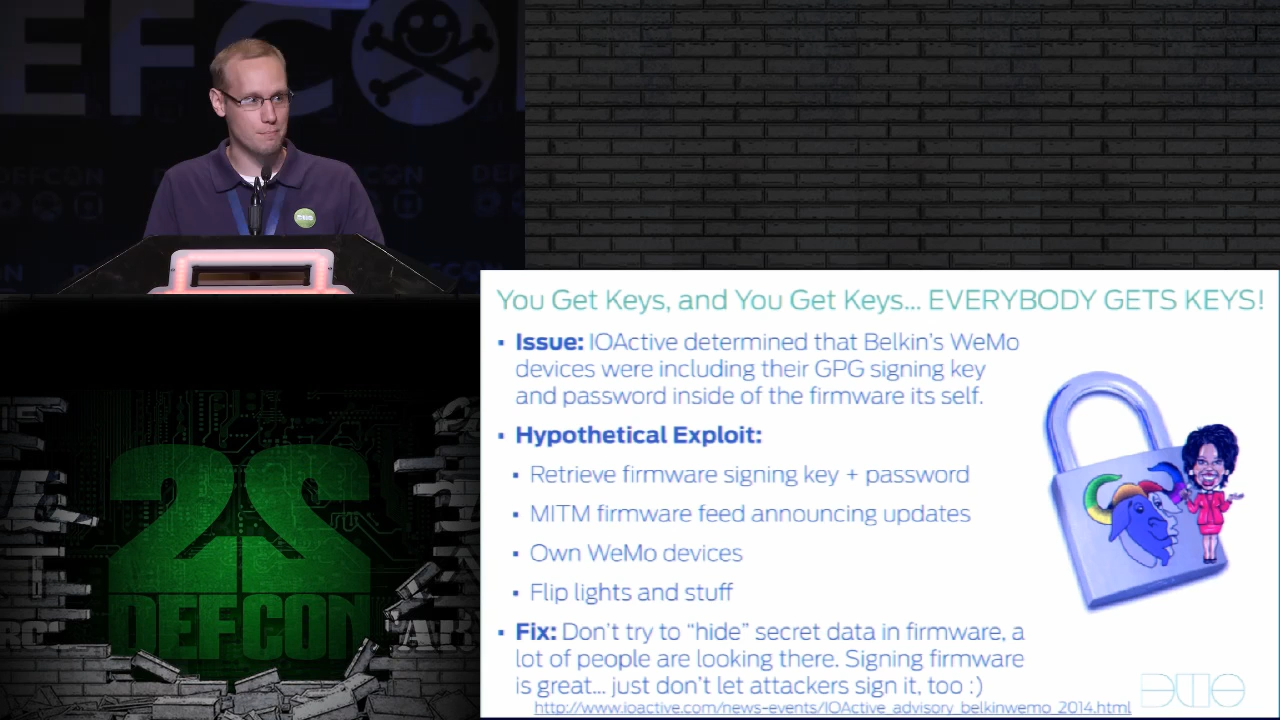 EFCO
DEFCON
CON
DEF
You Get Keys, and You Get Keys... EVERYBODY GETS KEYS!
▪ Issue: IOActive determined that Belkin's WeMo
devices were including their GPG signing key
and password inside of the firmware its self.
▪ Hypothetical Exploit:
▪ Retrieve firmware signing key + password
▪ MITM firmware feed announcing updates
▪ Own WeMo devices
▪ Flip lights and stuff
▪ Fix: Don't try to "hide" secret data in firmware, a
lot of people are looking there. Signing firmware
is great... just don't let attackers sign it, too :)
http://www.ioactive.com/news-events/IOActive_advisory_belkinwemo_2014.html
22
DEFCON